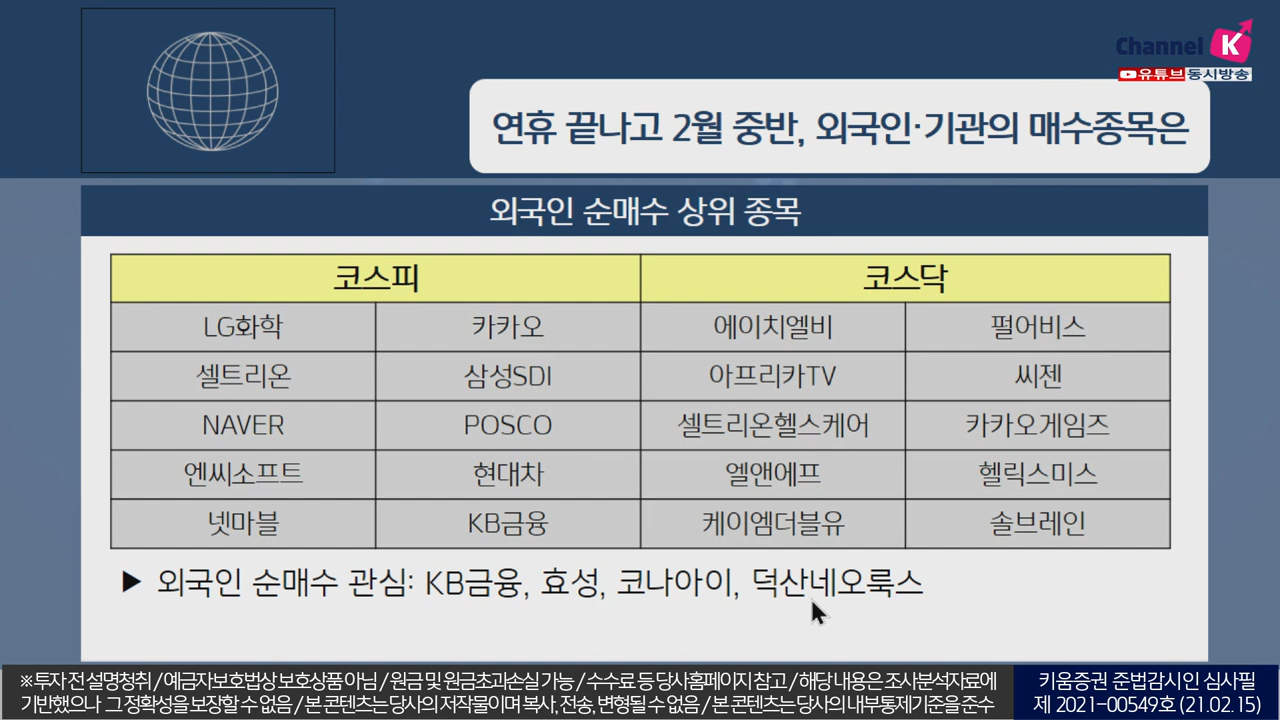 Channel K
유튜브 동시방송
연휴 끝나고 2월 중반, 외국인·기관의 매수종목은
외국인 순매수 상위 종목
코스피 코스닥
LG화학 카카오 에이치엘비 펄어비스
셀트리온 삼성SDI 아프리카TV 씨젠
NAVER POSCO 셀트리온헬스케어 카카오게임즈
엔씨소프트 현대차 엘앤에프 헬릭스미스
넷마블 KB금융 케이엠더블유 솔브레인
▶ 외국인 순매수 관심: KB금융, 효성, 코나아이, 덕산네오룩스
※ 투자 전 설명청취 / 예금자보호법상 보호상품 아님 / 원금 및 원금초과손실 가능 / 수수료 등 당사홈페이지 참고 / 해당 내용은 조사분석자료에
기반했으나 그 정확성을 보장할 수 없음 / 본 콘텐츠는 당사의 저작물이며 복사, 전송, 변형될 수 없음 / 본 콘텐츠는 당사의 내부통제기준을 준수
키움증권 준법감시인 심사필
제 2021-00549호 (21.02.15)